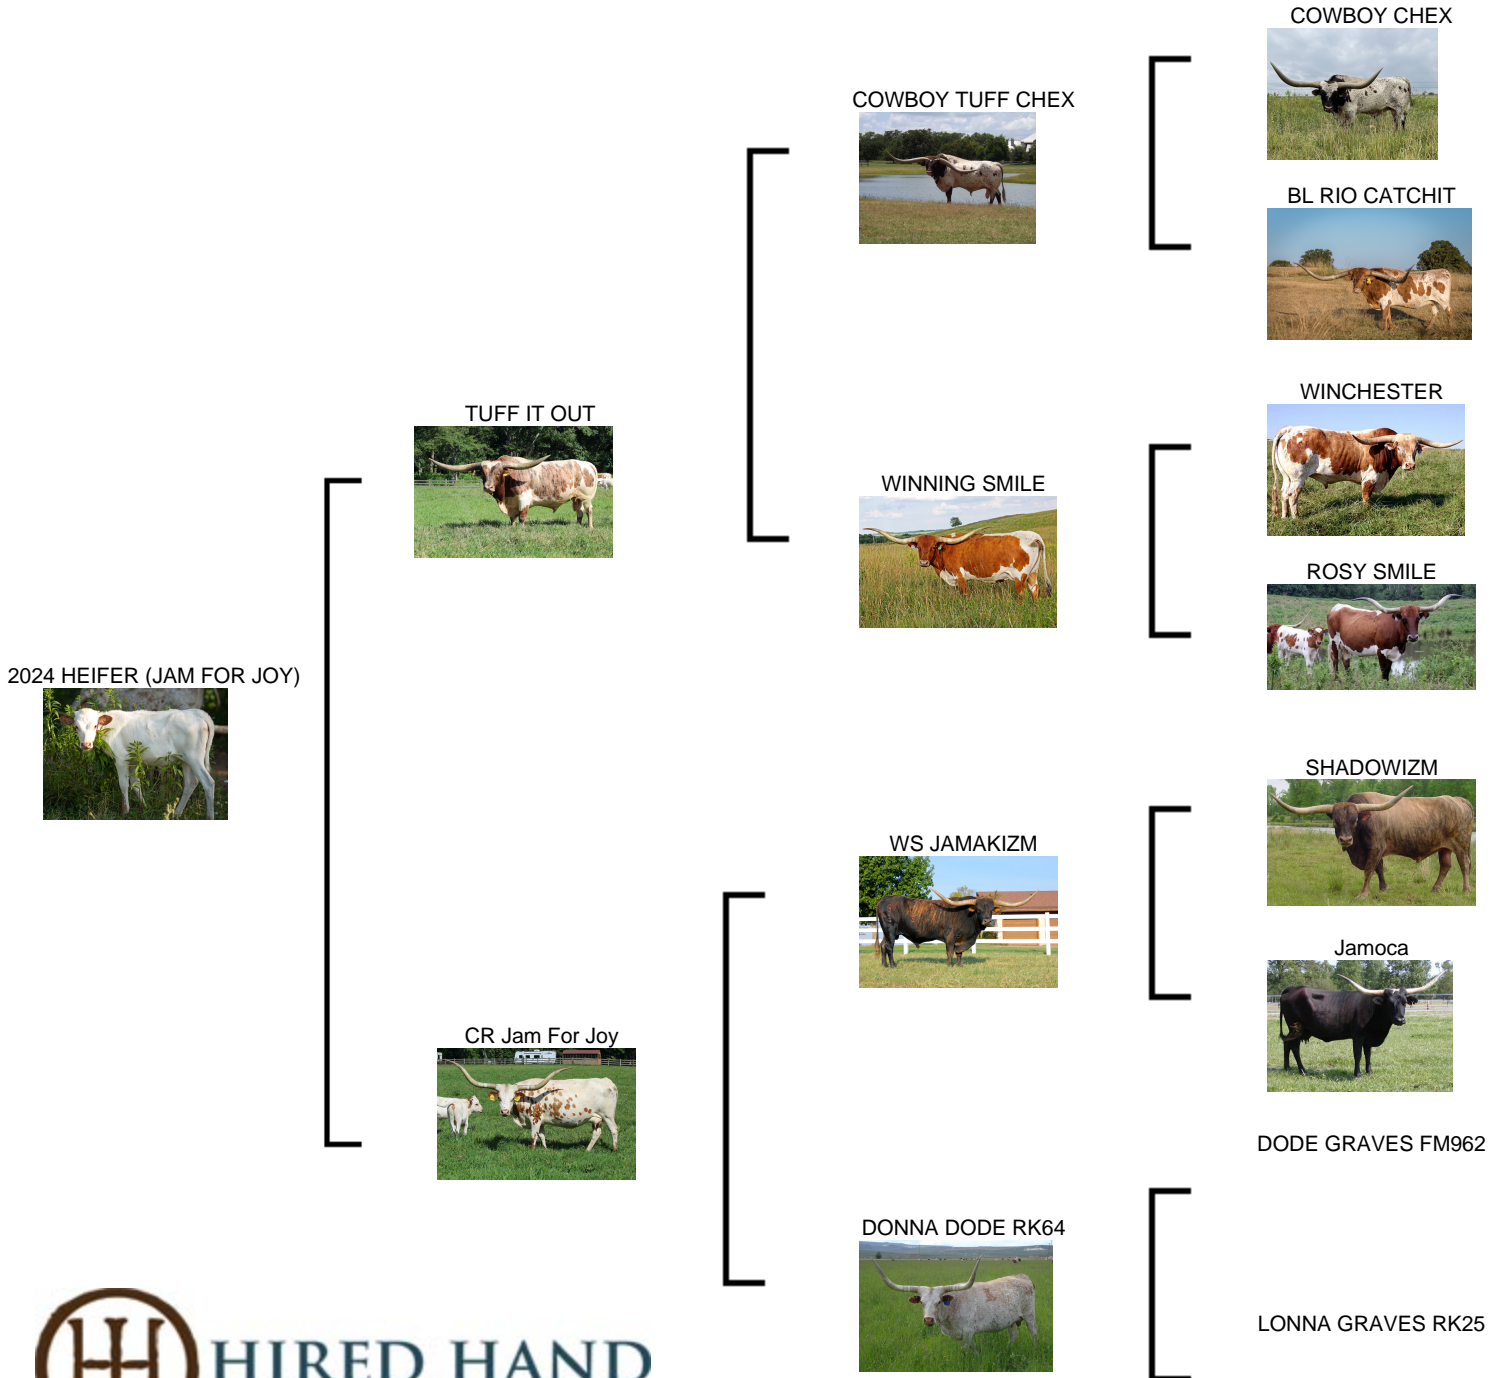 COWBOY CHEX
COWBOY TUFF CHEX
BL RIO CATCHIT
WINCHESTER
TUFF IT OUT
WINNING SMILE
ROSY SMILE
2024 HEIFER (JAM FOR JOY)
SHADOWIZM
WS JAMAKIZM
Jamoca
CR Jam For Joy
DODE GRAVES FM962
DONNA DODE RK64
LONNA GRAVES RK25
HIRED HAND